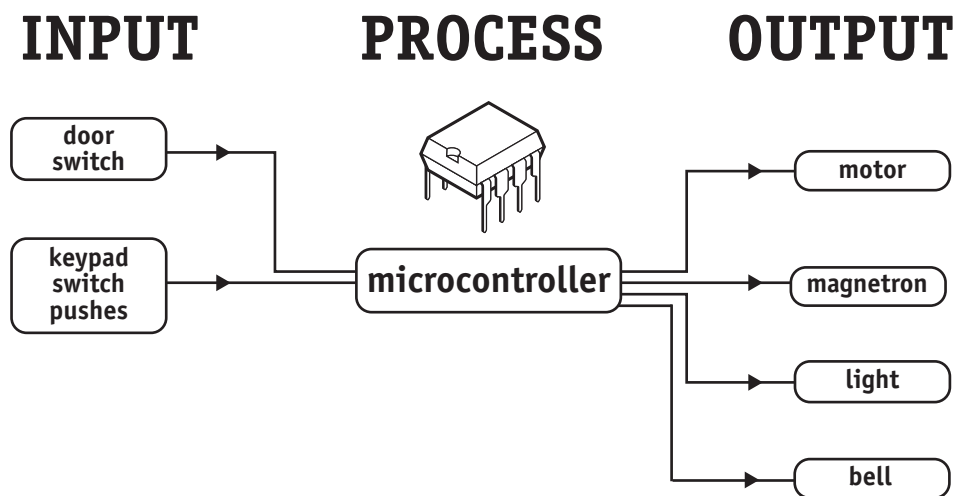 INPUT
PROCESS
OUTPUT
door
switch
keypad
switch
pushes
microcontroller
motor
magnetron
light
bell